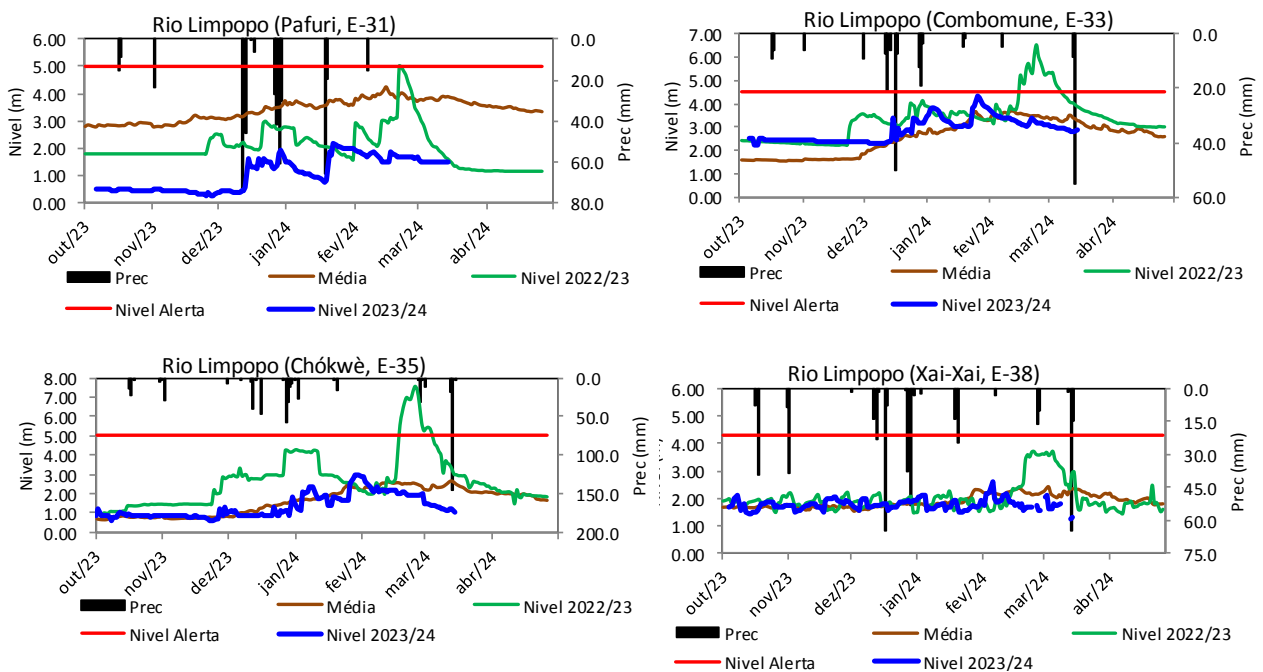 Rio Limpopo (Pafuri, E-31)
Nivel (m)
6.00
5.00
4.00
3.00
2.00
1.00
0.00
0.0
20.0
40.0
60.0
80.0
Prec (mm)
out/23 nov/23 dez/23 jan/24 fev/24 mar/24 abr/24
Prec Média Nivel 2022/23
Nivel Alerta Nivel 2023/24
Rio Limpopo (Combomune, E-33)
Nível (m)
7.00
6.00
5.00
4.00
3.00
2.00
1.00
0.00
0.0
20.0
40.0
60.0
Prec (mm)
out/23 nov/23 dez/23 jan/24 fev/24 mar/24 abr/24
Prec Média Nivel 2022/23
Nivel Alerta Nivel 2023/24
Rio Limpopo (Chókwè, E-35)
Nivel (m)
8.00
7.00
6.00
5.00
4.00
3.00
2.00
1.00
0.00
0.0
50.0
100.0
150.0
200.0
Prec (mm)
out/23 nov/23 dez/23 jan/24 fev/24 mar/24 abr/24
Prec Média Nivel 2022/23
Nivel Alerta Nivel 2023/24
Rio Limpopo (Xai-Xai, E-38)
6.00
5.00
4.00
3.00
2.00
1.00
0.00
0.0
15.0
30.0
45.0
60.0
75.0
Prec (mm)
out/23 nov/23 dez/23 jan/24 fev/24 mar/24 abr/24
Prec Média Nivel 2022/23
Nivel Alerta Nivel 2023/24